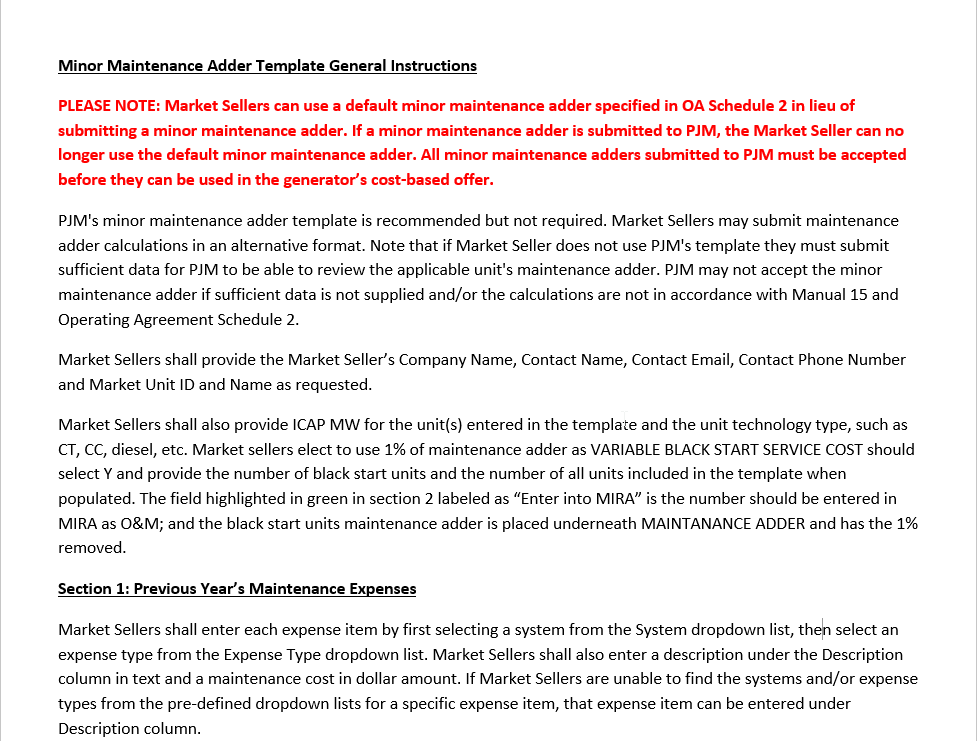 Minor Maintenance Adder Template General Instructions
PLEASE NOTE: Market Sellers can use a default minor maintenance adder specified in OA Schedule 2 in lieu of
submitting a minor maintenance adder. If a minor maintenance adder is submitted to PJM, the Market Seller can no
longer use the default minor maintenance adder. All minor maintenance adders submitted to PJM must be accepted
before they can be used in the generator’s cost-based offer.
PJM's minor maintenance adder template is recommended but not required. Market Sellers may submit maintenance
adder calculations in an alternative format. Note that if Market Seller does not use PJM's template they must submit
sufficient data for PJM to be able to review the applicable unit's maintenance adder. PJM may not accept the minor
maintenance adder if sufficient data is not supplied and/or the calculations are not in accordance with Manual 15 and
Operating Agreement Schedule 2.
Market Sellers shall provide the Market Seller’s Company Name, Contact Name, Contact Email, Contact Phone Number
and Market Unit ID and Name as requested.
Market Sellers shall also provide ICAP MW for the unit(s) entered in the template and the unit technology type, such as
CT, CC, diesel, etc. Market sellers elect to use 1% of maintenance adder as VARIABLE BLACK START SERVICE COST should
select Y and provide the number of black start units and the number of all units included in the template when
populated. The field highlighted in green in section 2 labeled as “Enter into MIRA” is the number should be entered in
MIRA as O&M; and the black start units maintenance adder is placed underneath MAINTANANCE ADDER and has the 1%
removed.
Section 1: Previous Year’s Maintenance Expenses
Market Sellers shall enter each expense item by first selecting a system from the System dropdown list, then select an
expense type from the Expense Type dropdown list. Market Sellers shall also enter a description under the Description
column in text and a maintenance cost in dollar amount. If Market Sellers are unable to find the systems and/or expense
types from the pre-defined dropdown lists for a specific expense item, that expense item can be entered under
Description column.